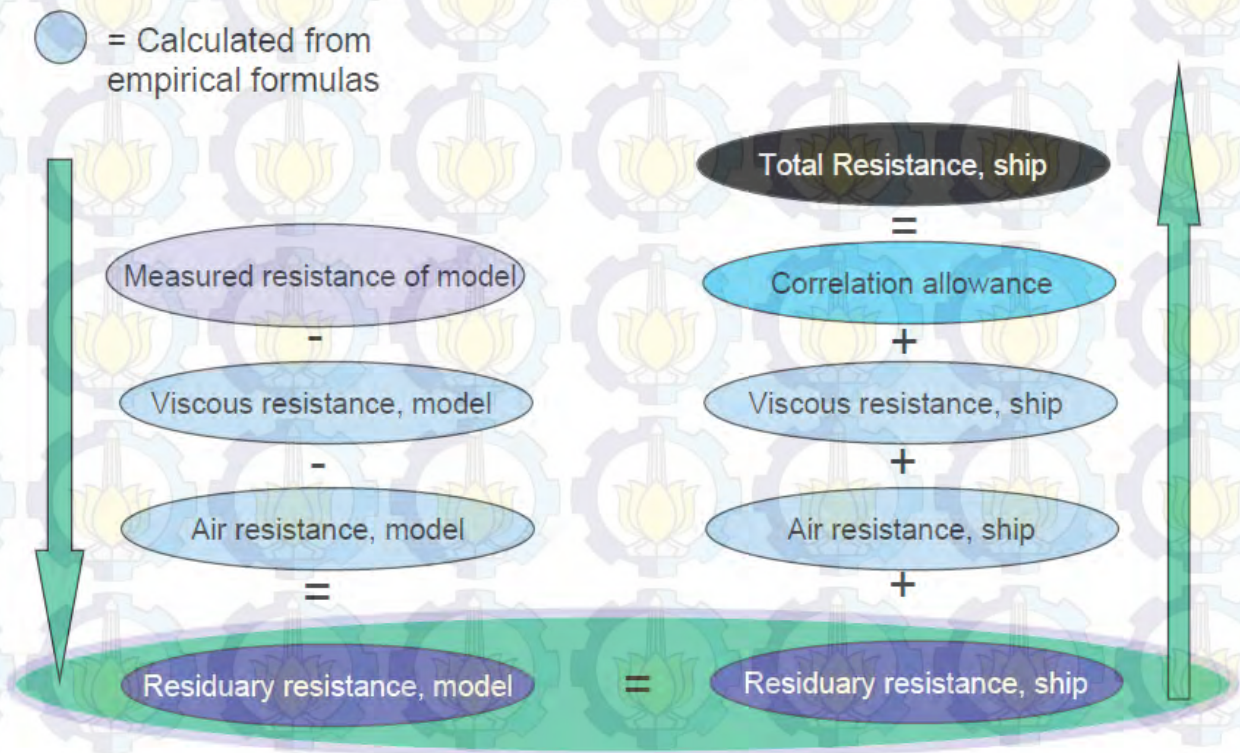 = Calculated from
empirical formulas
Measured resistance of model
-
Viscous resistance, model
-
Air resistance, model
=
Residuary resistance, model
=
Total Resistance, ship
=
Correlation allowance
+
Viscous resistance, ship
+
Air resistance, ship
+
Residuary resistance, ship